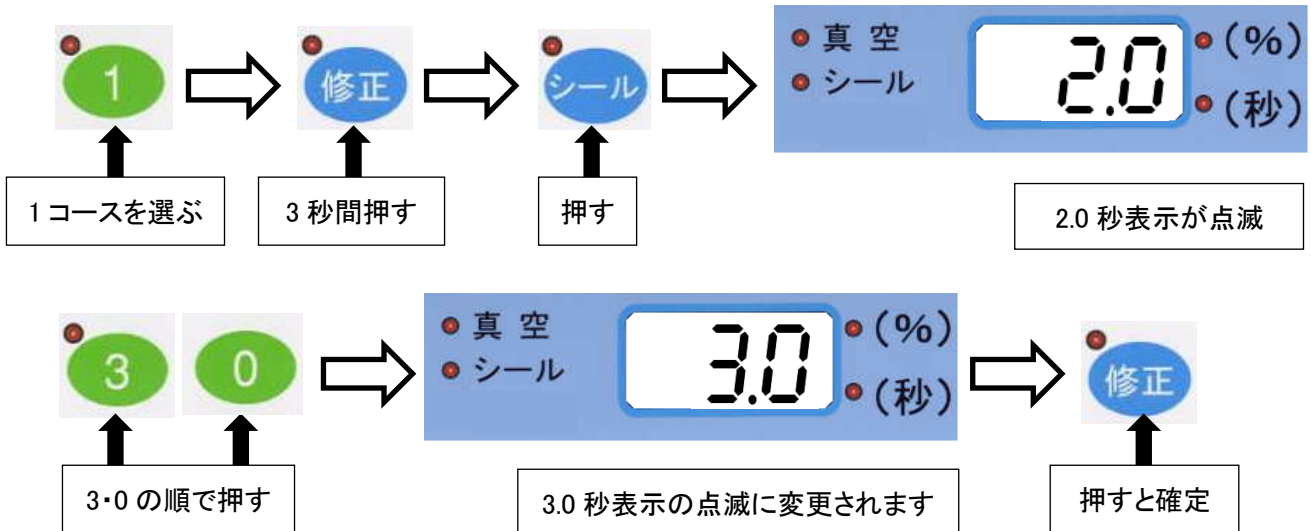 1
修正
シール
真空
シール
2.0
(%)
(秒)
1コースを選ぶ
3秒間押す
押す
2.0秒表示が点滅
3
0
真空
シール
3.0
(%)
(秒)
修正
3・0の順で押す
3.0秒表示の点滅に変更されます
押すと確定